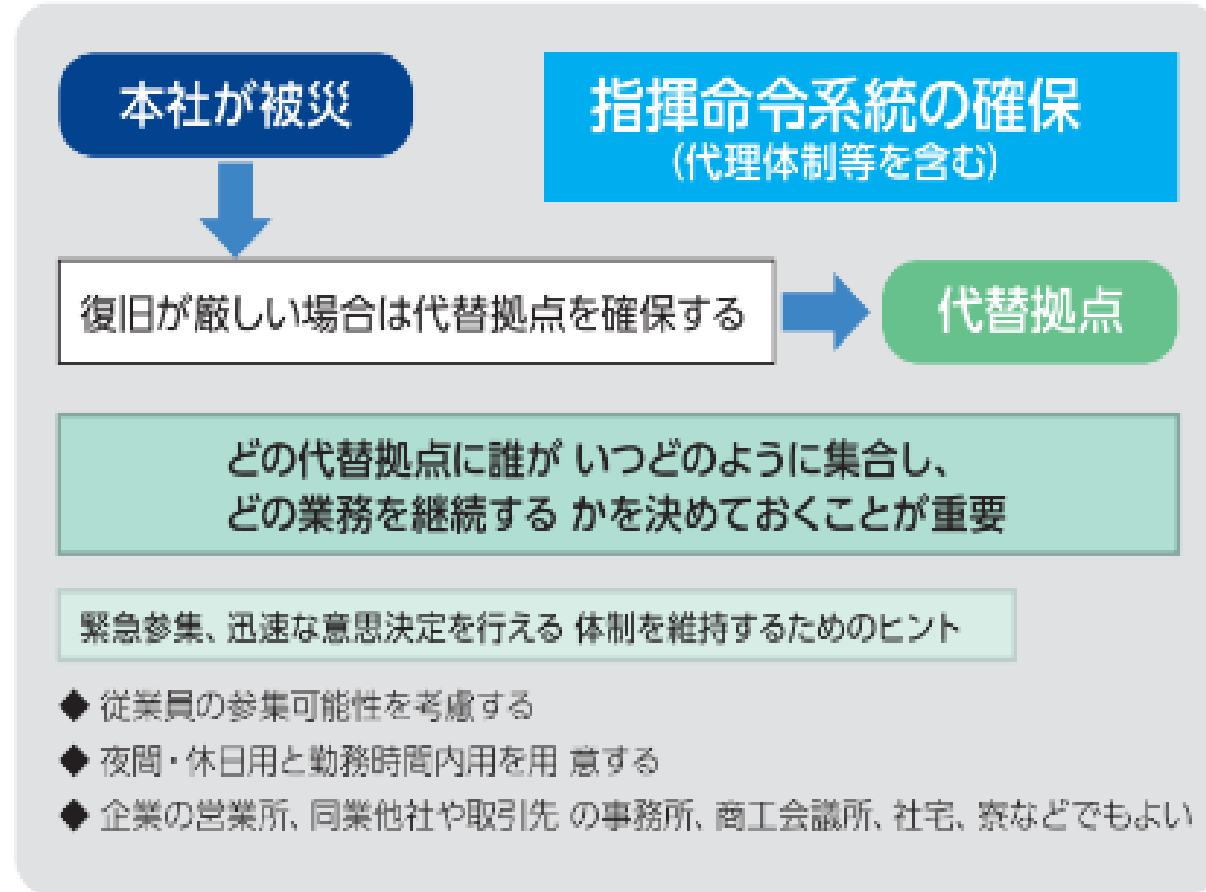 本社が被災
指揮命令系統の確保
(代理体制等を含む)
復旧が厳しい場合は代替拠点を確保する
代替拠点
どの代替拠点に誰が いつどのように集合し、
どの業務を継続する かを決めておくことが重要
緊急参集、迅速な意思決定を行える 体制を維持するためのヒント
◆ 従業員の参集可能性を考慮する
◆ 夜間・休日用と勤務時間内用を用 意する
◆ 企業の営業所、同業他社や取引先 の事務所、商工会議所、社宅、寮などでもよい